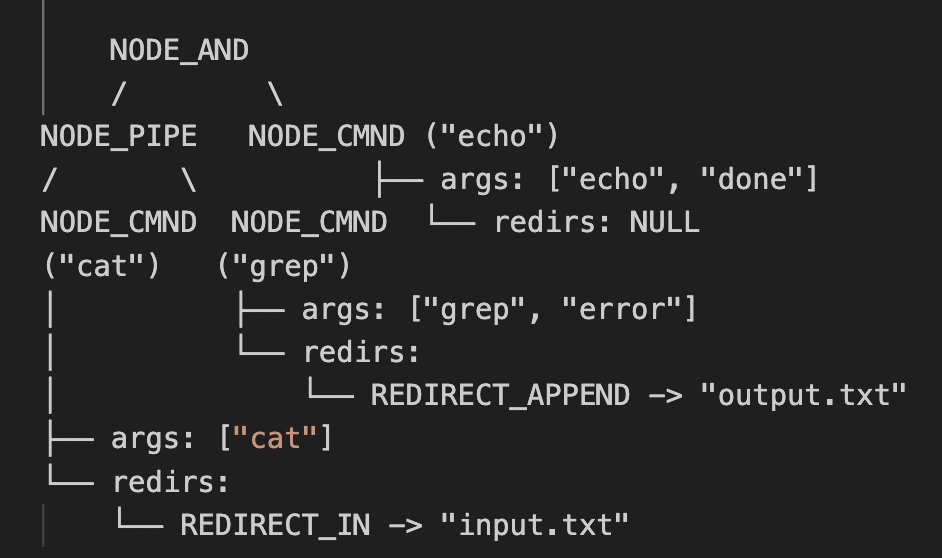 NODE_AND
/ \
NODE_PIPE NODE_CMND ("echo")
/ \ ├── args: ["echo", "done"]
NODE_CMND NODE_CMND └── redirs: NULL
("cat") ("grep")
│ ├── args: ["grep", "error"]
│ └── redirs:
│ └── REDIRECT_APPEND -> "output.txt"
├── args: ["cat"]
└── redirs:
└── REDIRECT_IN -> "input.txt"